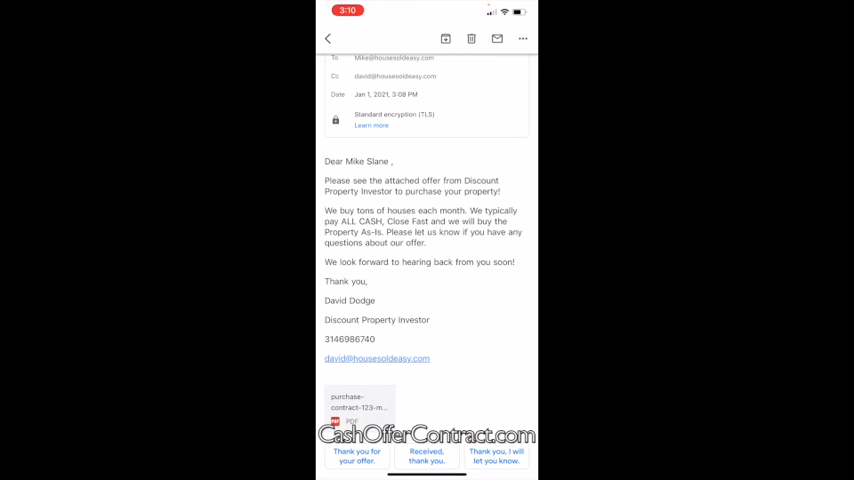 3:10
To Mike@housesoldeasy.com
Cc david@housesoldeasy.com
Date Jan 1, 2021, 3:08 PM
Standard encryption (TLS)
Learn more
Dear Mike Slane ,
Please see the attached offer from Discount
Property Investor to purchase your property!
We buy tons of houses each month. We typically
pay ALL CASH, Close Fast and we will buy the
Property As-Is. Please let us know if you have any
questions about our offer.
We look forward to hearing back from you soon!
Thank you,
David Dodge
Discount Property Investor
3146986740
david@housesoldeasy.com
purchase-
contract-123-m...
PDF PDF
CashOfferContract.com
Thank you for
your offer.
Received,
thank you.
Thank you, I will
let you know.